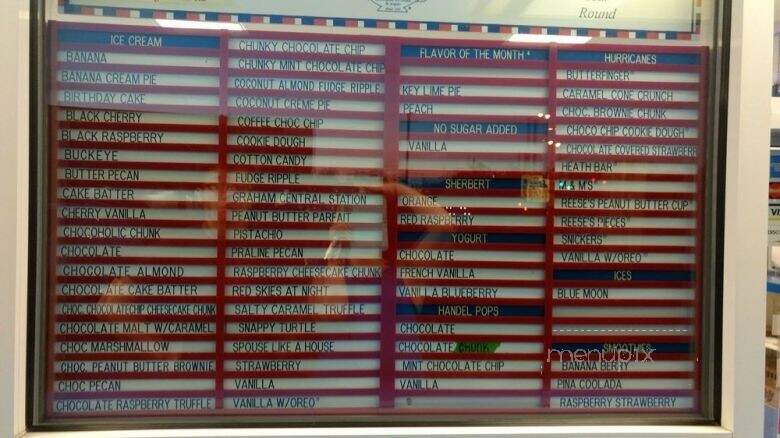 Round
ICE CREAM
BANANA
BANANA CREAM PIE
BIRTHDAY CAKE
BLACK CHERRY
BLACK RASPBERRY
BUCKEYE
BUTTER PECAN
CAKE BATTER
CHERRY VANILLA
CHOCOHOLIC CHUNK
CHOCOLATE
CHOCOLATE ALMOND
CHOCOLATE CAKE BATTER
CHOC. CHOCOLATECHIP CHEESECAKE CHUNK
CHOCOLATE MALT W/CARAMEL
CHOC MARSHMALLOW
CHOC. PEANUT BUTTER BROWNIE
CHOC PECAN
CHOCOLATE RASPBERRY TRUFFLE
CHUNKY CHOCOLATE CHIP
CHUNKY MINT CHOCOLATE CHIP
COCONUT ALMOND FUDGE RIPPLE
COCONUT CREME PIE
COFFEE CHOC CHIP
COOKIE DOUGH
COTTON CANDY
FUDGE RIPPLE
GRAHAM CENTRAL STATION
PEANUT BUTTER PARFAIT
PISTACHIO
PRALINE PECAN
RASPBERRY CHEESECAKE CHUNK
RED SKIES AT NIGHT
SALTY CARAMEL TRUFFLE
SNAPPY TURTLE
SPOUSE LIKE A HOUSE
STRAWBERRY
VANILLA
VANILLA W/OREO®
FLAVOR OF THE MONTH *
KEY LIME PIE
PEACH
NO SUGAR ADDED
VANILLA
SHERBERT
ORANGE
RED RASPBERRY
YOGURT
CHOCOLATE
FRENCH VANILLA
VANILLA BLUEBERRY
HANDEL POPS
CHOCOLATE
CHOCOLATE CHUNK
MINT CHOCOLATE CHIP
VANILLA
HURRICANES
BUTTERFINGER®
CARAMEL CONE CRUNCH
CHOC. BROWNIE CHUNK
CHOCO CHIP COOKIE DOUGH®
CHOCOLATE COVERED STRAWBERR
HEATH BAR®
M & M'S®
REESE'S PEANUT BUTTER CUP®
REESE'S PIECES®
SNICKERS®
VANILLA W/OREO®
ICES
BLUE MOON
SMOOTHIES
BANANA BERRY
PINA COOLADA
RASPBERRY STRAWBERRY
menupix